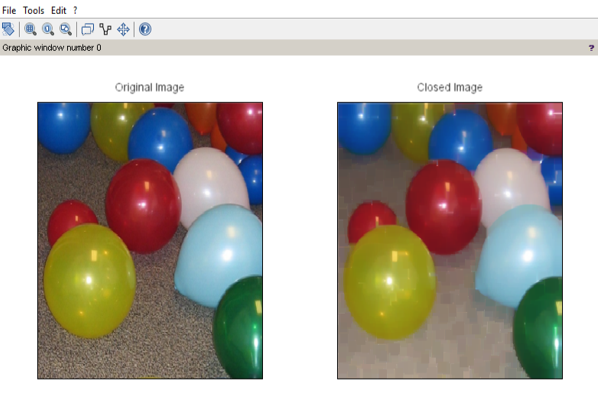 File Tools Edit ?
Graphic window number 0 ?
Original Image Closed Image